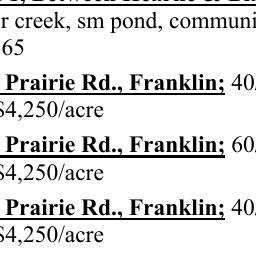 r creek, sm pond, communi
65
Prairie Rd., Franklin; 40/
$4,250/acre
Prairie Rd., Franklin; 60/
$4,250/acre
Prairie Rd., Franklin; 40/
$4,250/acre